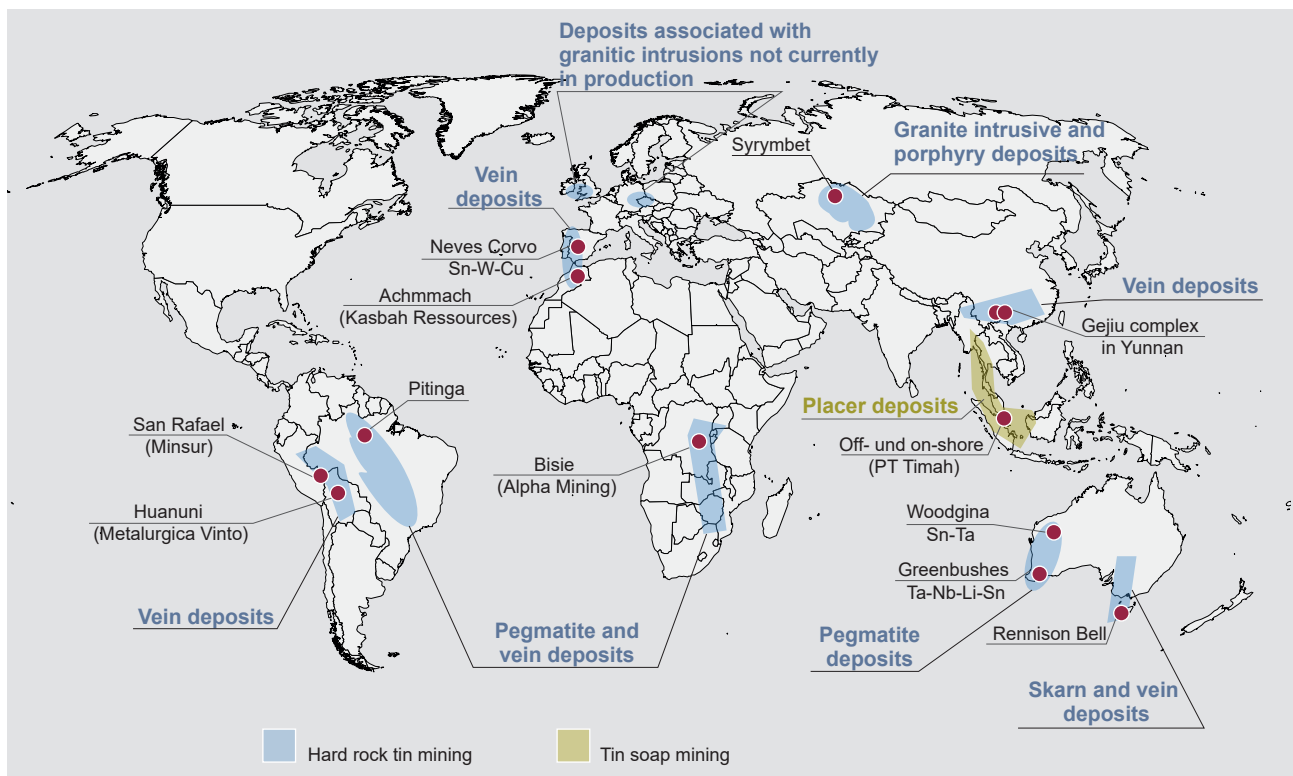 Deposits associated with
granitic intrusions not currently
in production
Granite intrusive and
porphyry deposits
Syrymbet
Vein
deposits
Neves Corvo
Sn-W-Cu
Achmmach
(Kasbah Ressources)
Vein deposits
Gejiu complex
in Yunnan
Pitinga
San Rafael
(Minsur)
Huanuni
(Metalurgica Vinto)
Bisie
(Alpha Mining)
Placer deposits
Off- und on-shore
(PT Timah)
Woodgina
Sn-Ta
Greenbushes
Ta-Nb-Li-Sn
Rennison Bell
Vein deposits
Pegmatite and
vein deposits
Pegmatite
deposits
Skarn and vein
deposits
Hard rock tin mining
Tin soap mining